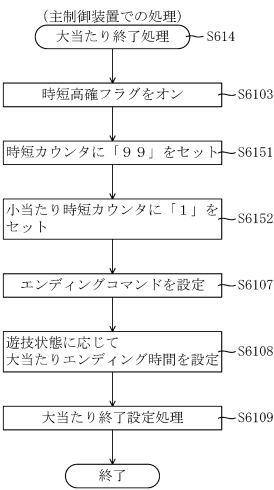 (主制御装置での処理)
大当たり終了処理 S614
時短高確フラグをオン S6103
時短カウンタに「99」をセット S6151
小当たり時短カウンタに「1」を
セット S6152
エンディングコマンドを設定 S6107
遊技状態に応じて
大当たりエンディング時間を設定 S6108
大当たり終了設定処理 S6109
終了